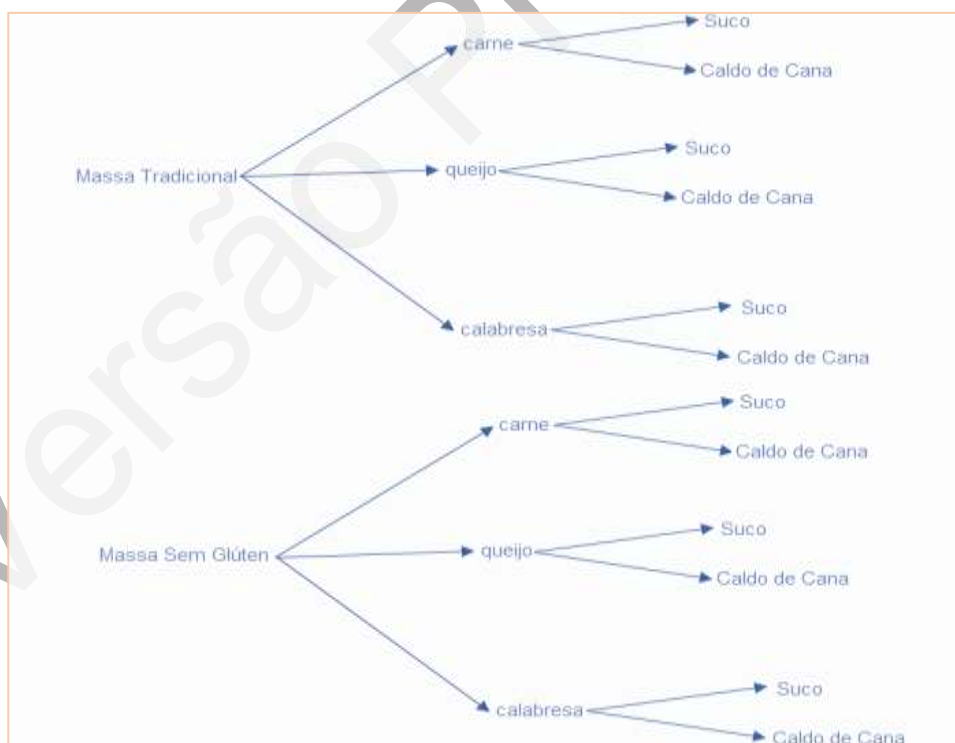 Suco
carne
Caldo de Cana
Suco
Massa Tradicional
queijo
Caldo de Cana
Suco
calabresa
Caldo de Cana
Suco
carne
Caldo de Cana
Suco
Massa Sem Glúten
queijo
Caldo de Cana
Suco
calabresa
Caldo de Cana
Versão